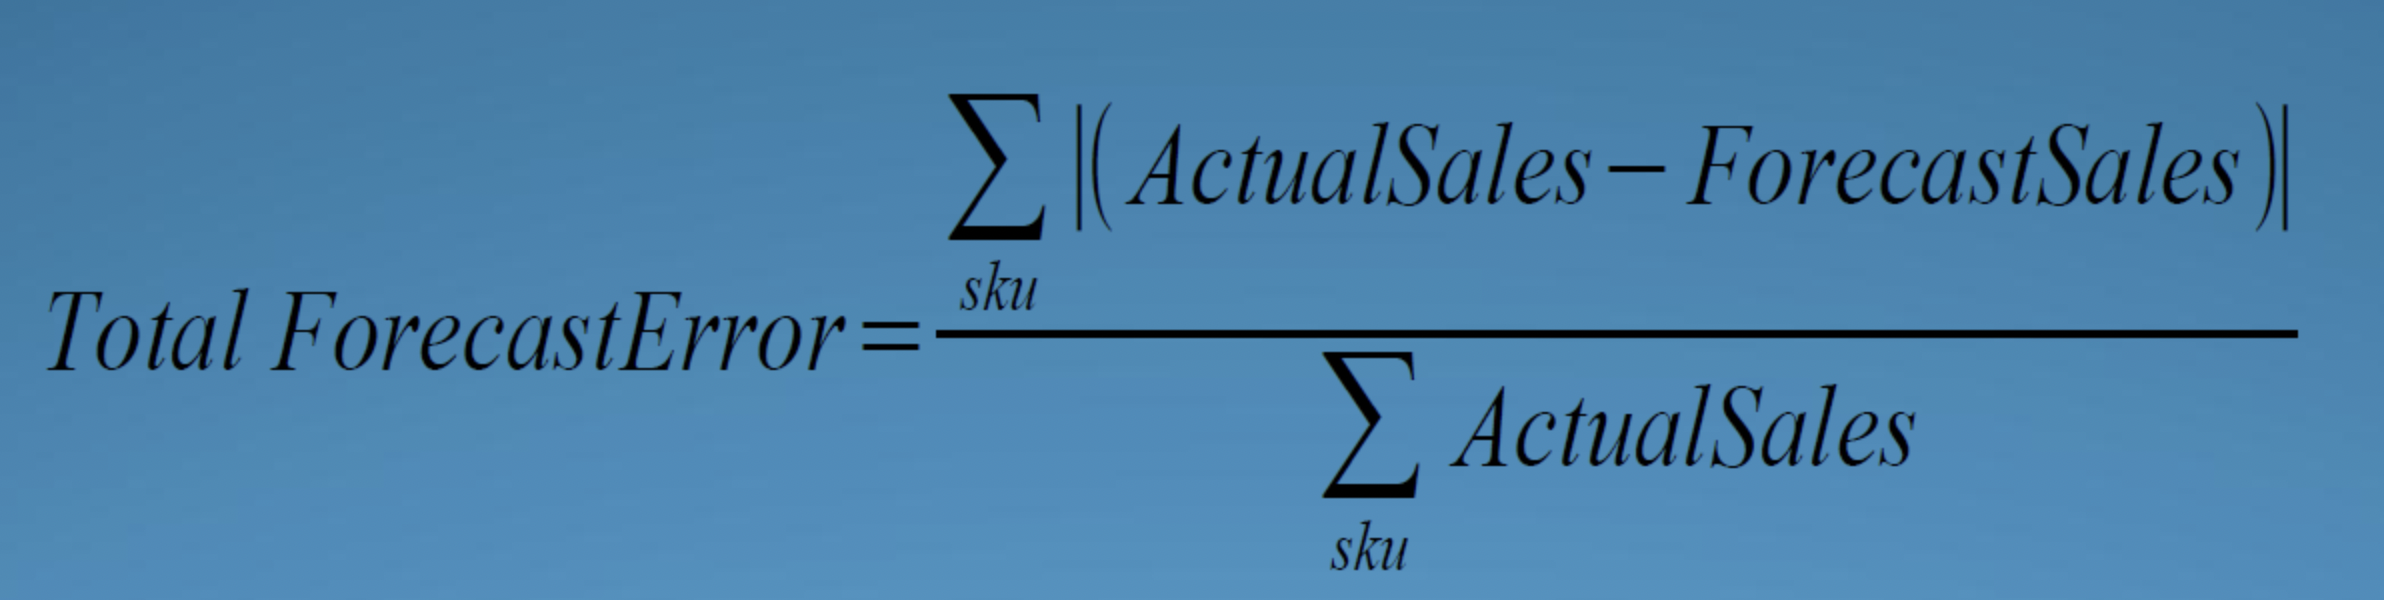 ∑ |( ActualSales − ForecastSales )|
sku
Total ForecastError =
∑ ActualSales
sku